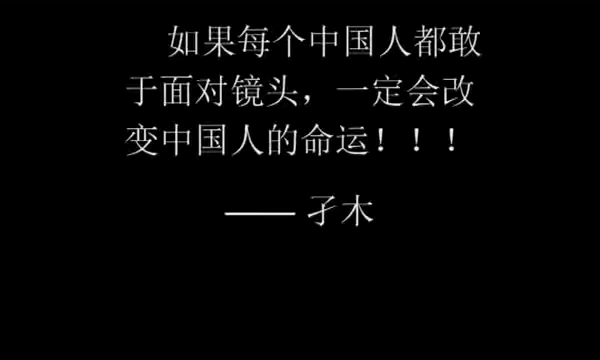 如果每个中国人都敢
于面对镜头，一定会改
变中国人的命运！！！
—— 孑木